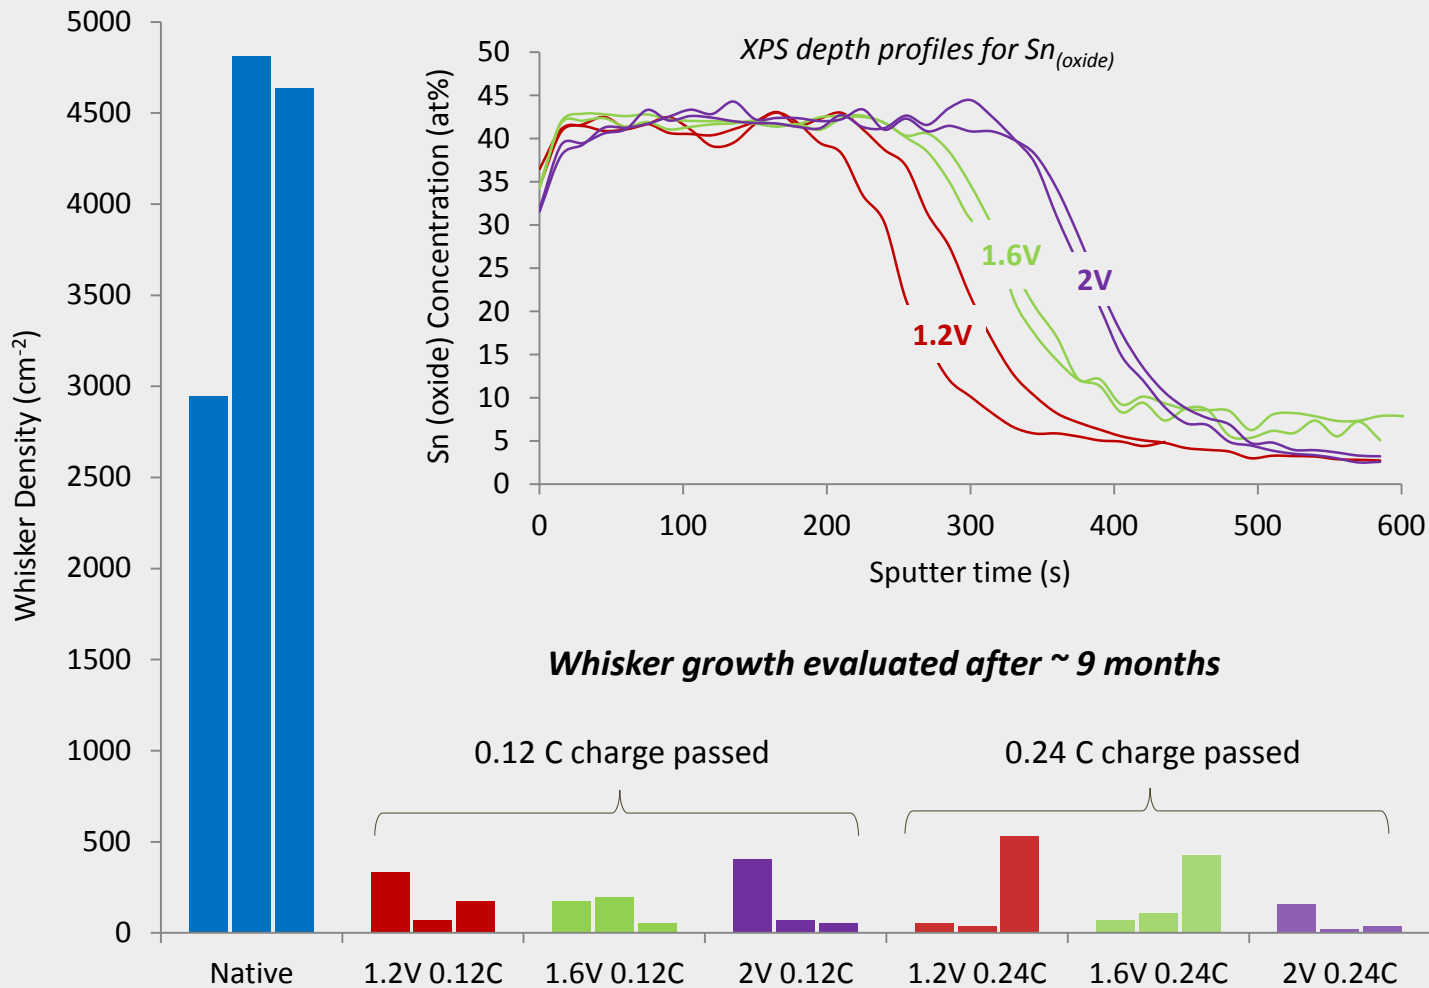 5000
4500
4000
3500
3000
2500
2000
1500
1000
500
0
Whisker Density (cm-2)
XPS depth profiles for Sn(oxide)
50
45
40
35
30
25
20
15
10
5
0
Sn (oxide) Concentration (at%)
1.2V
1.6V
2V
0 100 200 300 400 500 600
Sputter time (s)
Whisker growth evaluated after ~ 9 months
0.12 C charge passed
0.24 C charge passed
Native 1.2V 0.12C 1.6V 0.12C 2V 0.12C 1.2V 0.24C 1.6V 0.24C 2V 0.24C